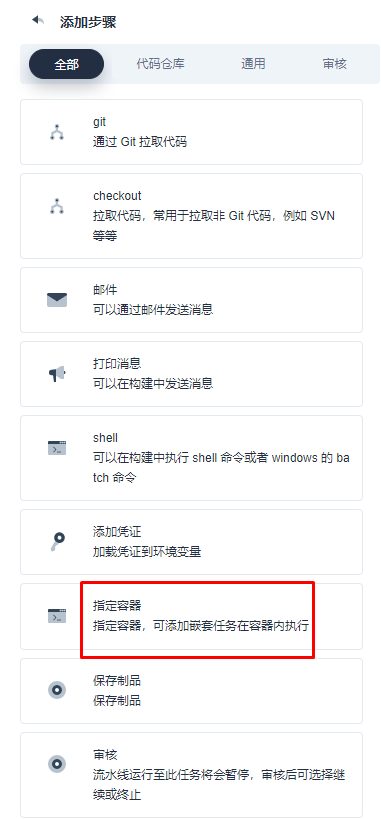 添加步骤
全部 代码仓库 通用 审核
git
通过 Git 拉取代码
checkout
拉取代码，常用于拉取非 Git 代码，例如 SVN
等等
邮件
可以通过邮件发送消息
打印消息
可以在构建中发送消息
shell
可以在构建中执行 shell 命令或者 windows 的 ba
tch 命令
添加凭证
加载凭证到环境变量
指定容器
指定容器，可添加嵌套任务在容器内执行
保存制品
保存制品
审核
流水线运行至此任务将会暂停，审核后可选择继
续或终止